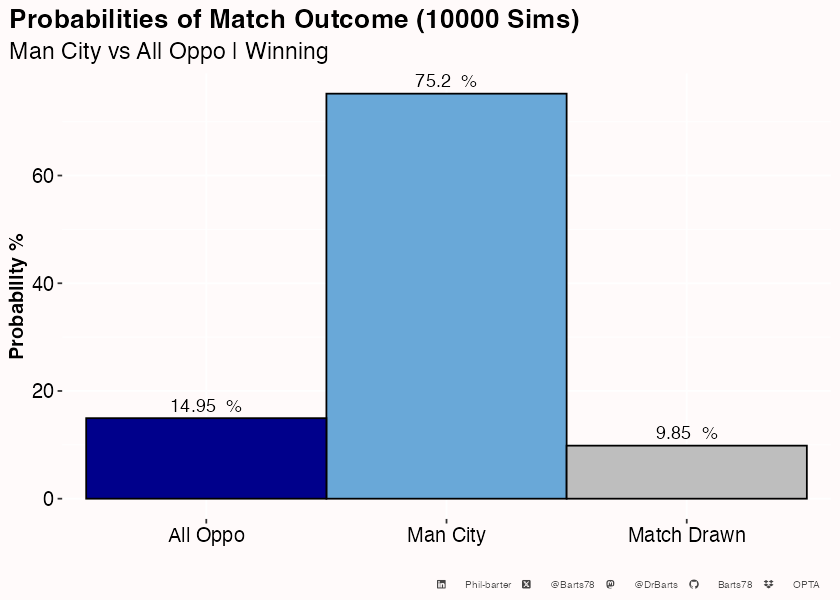 Probabilities of Match Outcome (10000 Sims)
Man City vs All Oppo | Winning
75.2 %
60
Probability %
40
20
14.95 %
9.85 %
0
All Oppo Man City Match Drawn
Phil-barter @Barts78 @DrBarts Barts78 OPTA